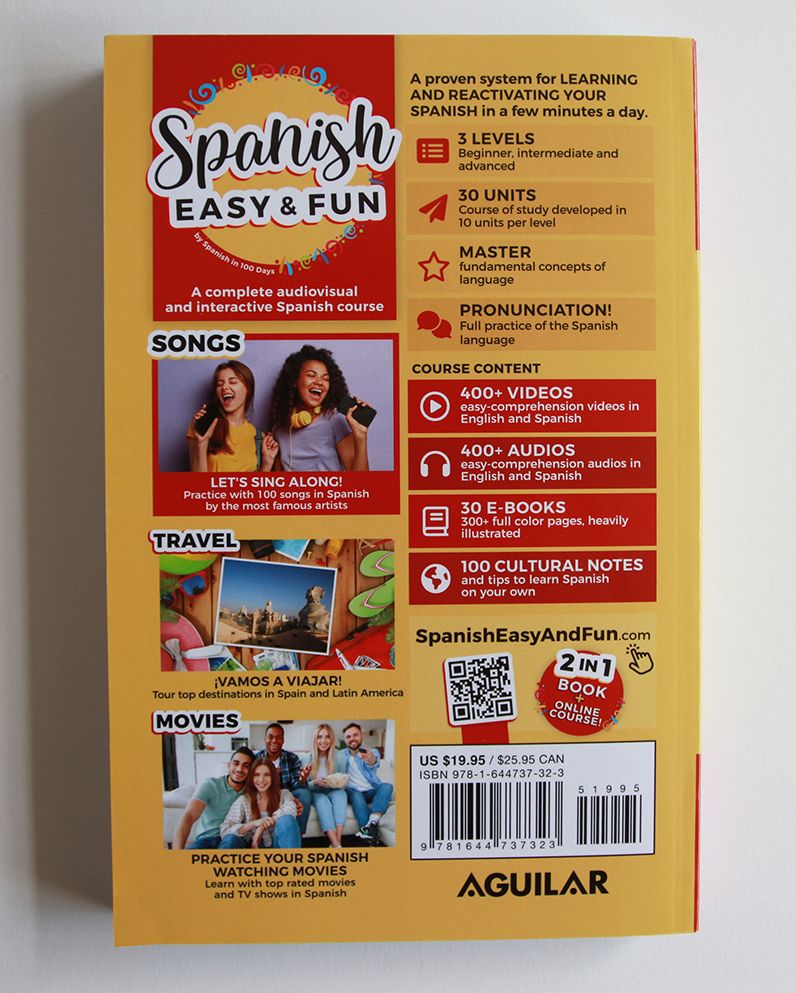 Spanish
EASY & FUN
by Spanish in 100 Days
A complete audiovisual
and interactive Spanish course
SONGS
LET'S SING ALONG!
Practice with 100 songs in Spanish
by the most famous artists
TRAVEL
¡VAMOS A VIAJAR!
Tour top destinations in Spain and Latin America
MOVIES
PRACTICE YOUR SPANISH
WATCHING MOVIES
Learn with top rated movies
and TV shows in Spanish
A proven system for LEARNING
AND REACTIVATING YOUR
SPANISH in a few minutes a day.
3 LEVELS
Beginner, intermediate and
advanced
30 UNITS
Course of study developed in
10 units per level
MASTER
fundamental concepts of
language
PRONUNCIATION!
Full practice of the Spanish
language
COURSE CONTENT
400+ VIDEOS
easy-comprehension videos in
English and Spanish
400+ AUDIOS
easy-comprehension audios in
English and Spanish
30 E-BOOKS
300+ full color pages, heavily
illustrated
100 CULTURAL NOTES
and tips to learn Spanish
on your own
SpanishEasyAndFun.com
2 IN 1
BOOK
+
ONLINE
COURSE!
US $19.95 / $25.95 CAN
ISBN 978-1-644737-32-3
51995
9 781644 737323
AGUILAR